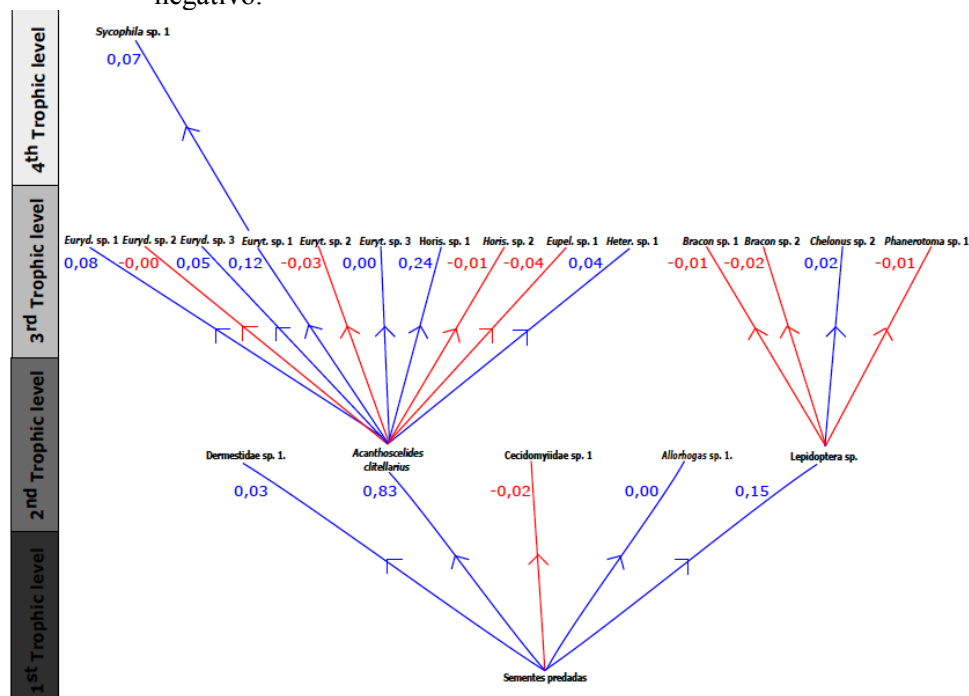 negativo.
4th Trophic level
Sycophila sp. 1
0,07
3rd Trophic level
Euryd. sp. 1 Euryd. sp. 2 Euryd. sp. 3 Euryt. sp. 1 Euryt. sp. 2 Euryt. sp. 3 Horis. sp. 1 Horis. sp. 2 Eupel. sp. 1 Heter. sp. 1 Bracon sp. 1 Bracon sp. 2 Chelonus sp. 2 Phanerotoma sp. 1
0,08 -0,00 0,05 0,12 -0,03 0,00 0,24 -0,01 -0,04 0,04 -0,01 -0,02 0,02 -0,01
2nd Trophic level
Dermestidae sp. 1. Acanthoscelides Cecidomyiidae sp. 1 Allorhogas sp. 1. Lepidoptera sp.
clitellarius
0,03 0,83 -0,02 0,00 0,15
1st Trophic level
Sementes predadas